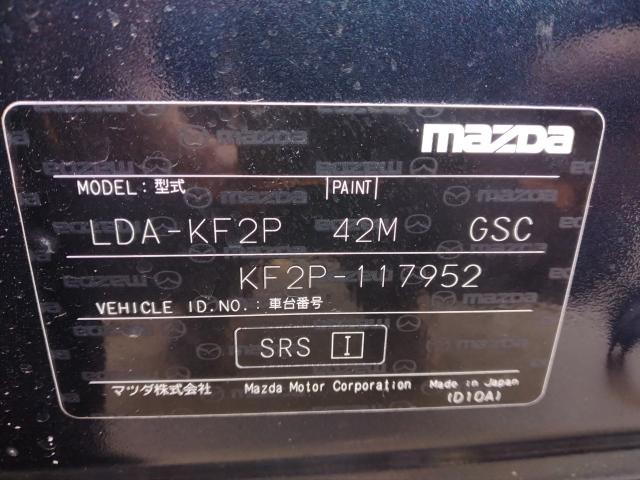 mazda
MODEL: 型式 PAINT
LDA-KF2P 42M GSC
KF2P-117952
VEHICLE ID.NO.: 車台番号
SRS I
マツダ株式会社 Mazda Motor Corporation Made in Japan
(D10A)